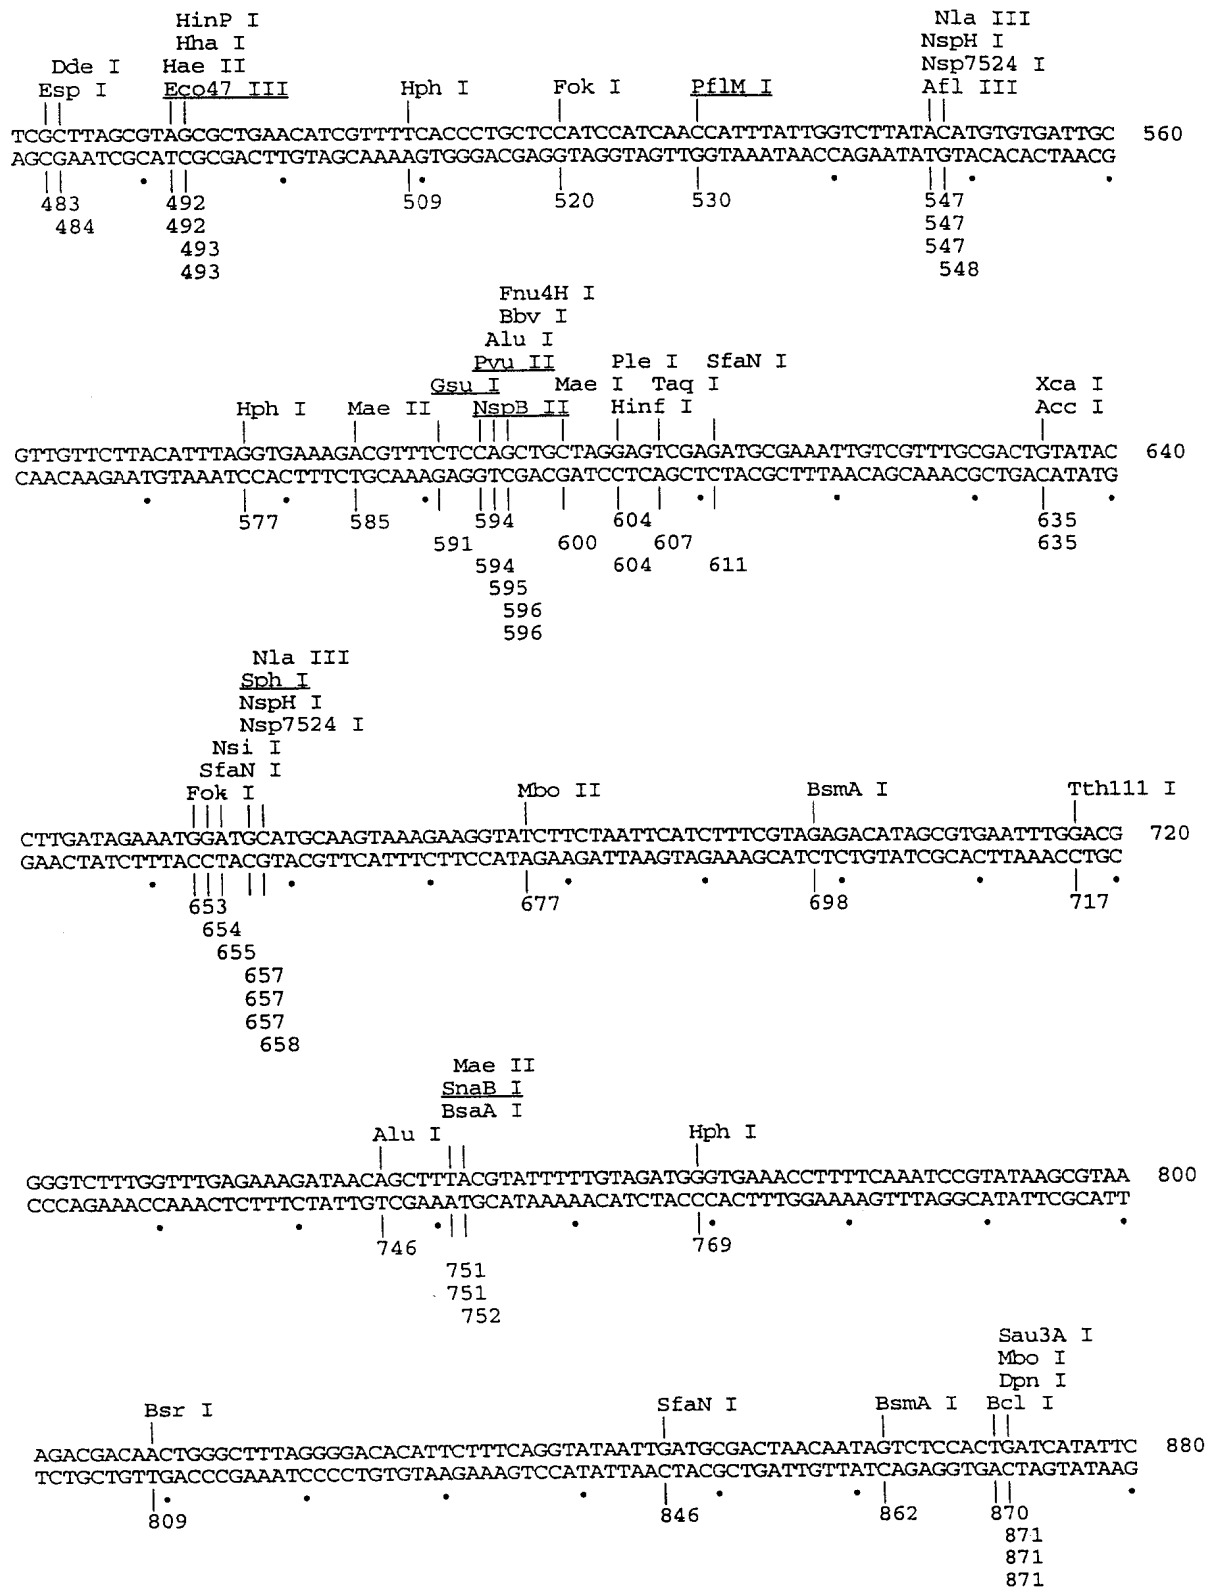 HinP I Nla III
Hha I NspH I
Dde I Hae II Nsp7524 I
Esp I Eco47 III Hph I Fok I PflM I Afl III
TCGCTTAGCGTAGCGCTGAACATCGTTTTCACCCTGCTCCATCCATCAACCATTTATTGGTCTTATACATGTGTGATTGC 560
AGCGAATCGCATCGCGACTTGTAGCAAAAGTGGGACGAGGTAGGTAGTTGGTAAATAACCAGAATATGTACACACTAACG
483 492 509 520 530 547
484 492 547
493 547
493 548
Fnu4H I
Bbv I
Alu I
Pvu II Ple I SfaN I
Gsu I Mae I Taq I Xca I
Hph I Mae II NspB II Hinf I Acc I
GTTGTTCTTACATTTAGGTGAAAGACGTTTCTCCAGCTGCTAGGAGTCGAGATGCGAAATTGTCGTTTGCGACTGTATAC 640
CAACAAGAATGTAAATCCACTTTCTGCAAAGAGGTCGACGATCCTCAGCTCTACGCTTTAACAGCAAACGCTGACATATG
577 585 594 604 635
591 600 607 635
594 604 611
595
596
596
Nla III
Sph I
NspH I
Nsp7524 I
Nsi I
SfaN I
Fok I Mbo II BsmA I Tth111 I
CTTGATAGAAATGGATGCATGCAAGTAAAGAAGGTATCTTCTAATTCATCTTTCGTAGAGACATAGCGTGAATTTGGACG 720
GAACTATCTTTACCTACGTACGTTCATTTCTTCCATAGAAGATTAAGTAGAAAGCATCTCTGTATCGCACTTAAACCTGC
653 677 698 717
654
655
657
657
657
658
Mae II
SnaB I
BsaA I
Alu I Hph I
GGGTCTTTGGTTTGAGAAAGATAACAGCTTTACGTATTTTTGTAGATGGGTGAAACCTTTTCAAATCCGTATAAGCGTAA 800
CCCAGAAACCAAACTCTTTCTATTGTCGAAATGCATAAAAACATCTACCCACTTTGGAAAAGTTTAGGCATATTCGCATT
746 769
751
751
752
Sau3A I
Mbo I
Dpn I
Bsr I SfaN I BsmA I Bcl I
AGACGACAACTGGGCTTTAGGGGACACATTCTTTCAGGTATAATTGATGCGACTAACAATAGTCTCCACTGATCATATTC 880
TCTGCTGTTGACCCGAAATCCCCTGTGTAAGAAAGTCCATATTAACTACGCTGATTGTTATCAGAGGTGACTAGTATAAG
809 846 862 870
871
871
871